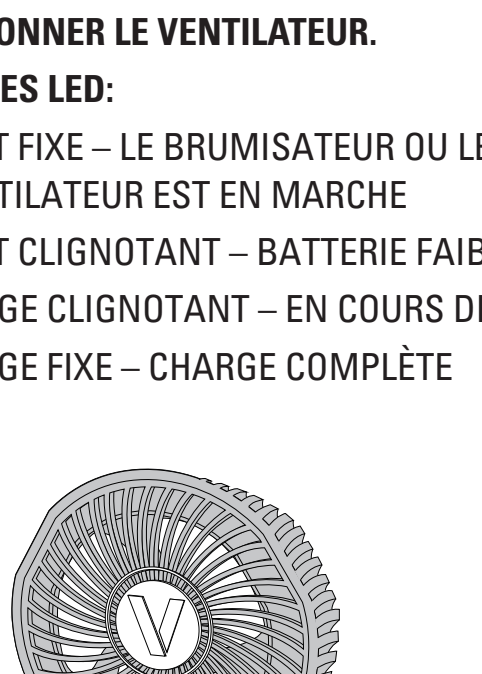 ONNER LE VENTILATEUR.
ES LED:
T FIXE – LE BRUMISATEUR OU LE
TILATEUR EST EN MARCHE
T CLIGNOTANT – BATTERIE FAIB
GE CLIGNOTANT – EN COURS DE
GE FIXE – CHARGE COMPLÈTE
V